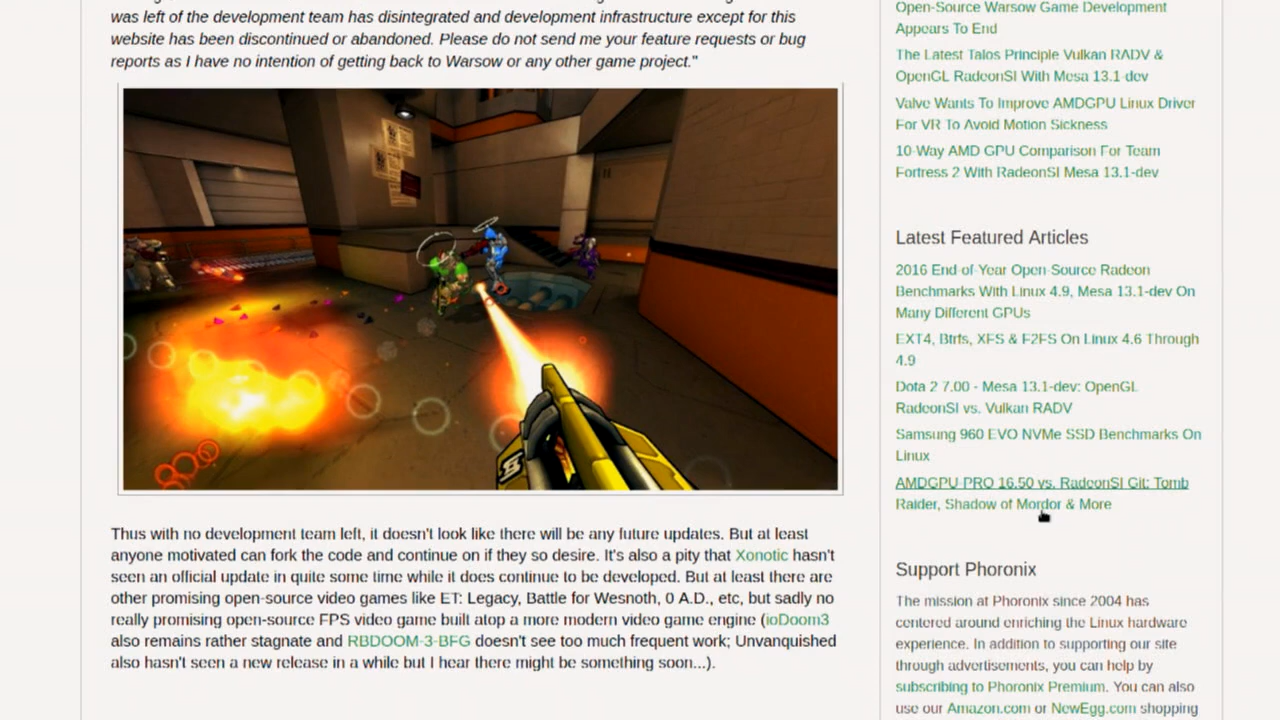 was left of the development team has disintegrated and development infrastructure except for this
website has been discontinued or abandoned. Please do not send me your feature requests or bug
reports as I have no intention of getting back to Warsow or any other game project."
Thus with no development team left, it doesn't look like there will be any future updates. But at least
anyone motivated can fork the code and continue on if they so desire. It's also a pity that Xonotic hasn't
seen an official update in quite some time while it does continue to be developed. But at least there are
other promising open-source video games like ET: Legacy, Battle for Wesnoth, 0 A.D., etc, but sadly no
really promising open-source FPS video game built atop a more modern video game engine (ioDoom3
also remains rather stagnate and RBDOOM-3-BFG doesn't see too much frequent work; Unvanquished
also hasn't seen a new release in a while but I hear there might be something soon...).
Open-Source Warsow Game Development
Appears To End
The Latest Talos Principle Vulkan RADV &
OpenGL RadeonSI With Mesa 13.1-dev
Valve Wants To Improve AMDGPU Linux Driver
For VR To Avoid Motion Sickness
10-Way AMD GPU Comparison For Team
Fortress 2 With RadeonSI Mesa 13.1-dev
Latest Featured Articles
2016 End-of-Year Open-Source Radeon
Benchmarks With Linux 4.9, Mesa 13.1-dev On
Many Different GPUs
EXT4, Btrfs, XFS & F2FS On Linux 4.6 Through
4.9
Dota 2 7.00 - Mesa 13.1-dev: OpenGL
RadeonSI vs. Vulkan RADV
Samsung 960 EVO NVMe SSD Benchmarks On
Linux
AMDGPU-PRO 16.50 vs. RadeonSI Git: Tomb
Raider, Shadow of Mordor & More
Support Phoronix
The mission at Phoronix since 2004 has
centered around enriching the Linux hardware
experience. In addition to supporting our site
through advertisements, you can help by
subscribing to Phoronix Premium. You can also
use our Amazon.com or NewEgg.com shopping